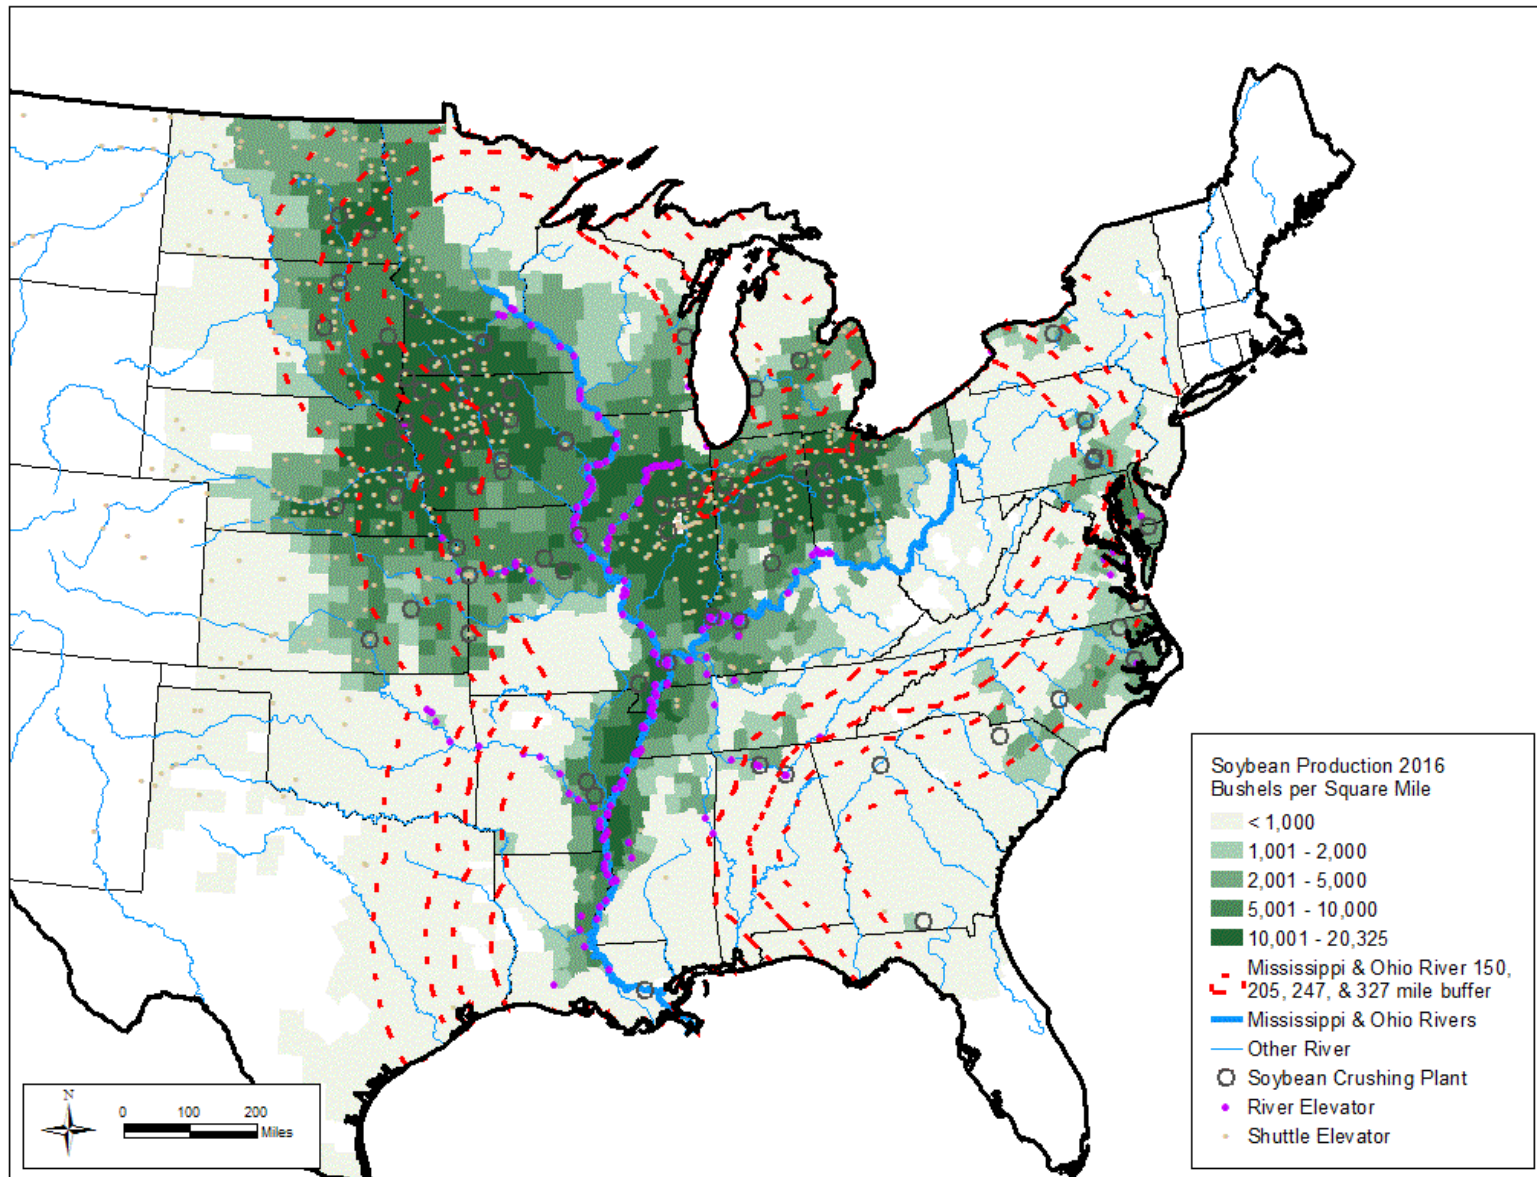 Soybean Production 2016
Bushels per Square Mile
< 1,000
1,001 - 2,000
2,001 - 5,000
5,001 - 10,000
10,001 - 20,325
Mississippi & Ohio River 150,
205, 247, & 327 mile buffer
Mississippi & Ohio Rivers
Other River
Soybean Crushing Plant
River Elevator
Shuttle Elevator
N
0 100 200
Miles